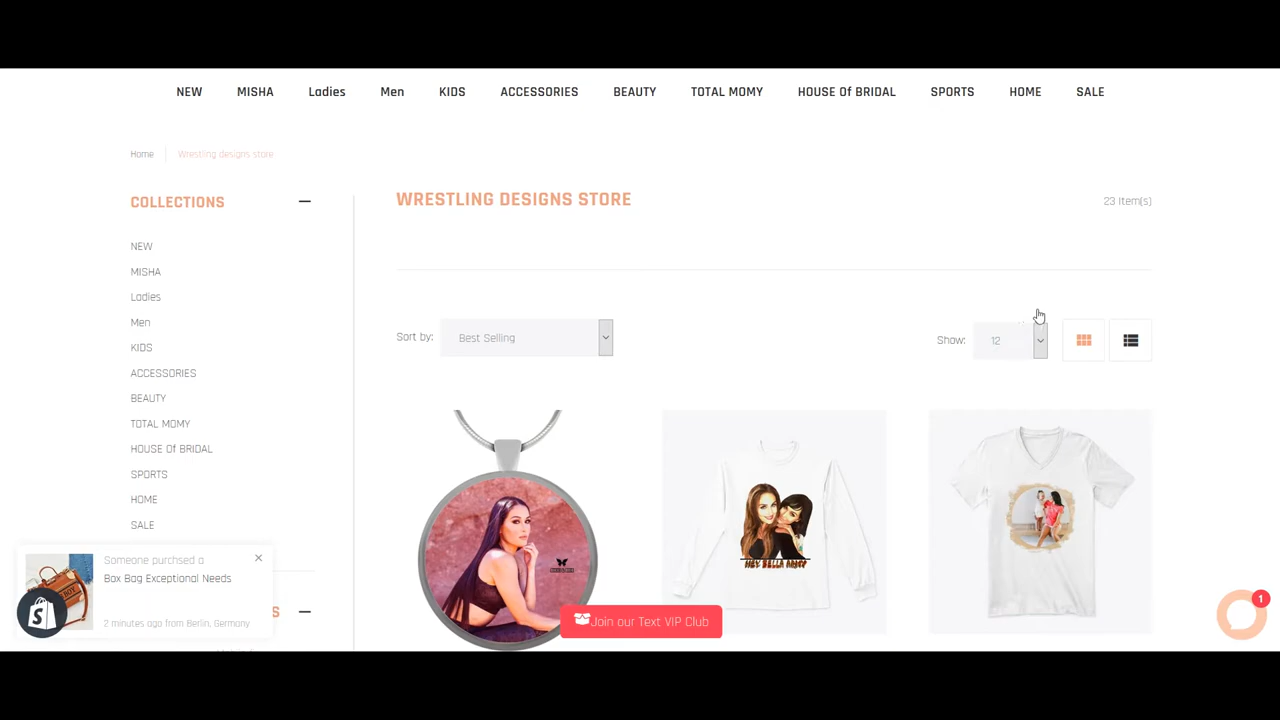 NEW MISHA Ladies Men KIDS ACCESSORIES BEAUTY TOTAL MOMY HOUSE Of BRIDAL SPORTS HOME SALE
Home Wrestling designs store
COLLECTIONS
NEW
MISHA
Ladies
Men
KIDS
ACCESSORIES
BEAUTY
TOTAL MOMY
HOUSE Of BRIDAL
SPORTS
HOME
SALE
WRESTLING DESIGNS STORE
23 Item(s)
Sort by: Best Selling
Show: 12
HEY BELLA
Someone purchsed a
Box Bag Exceptional Needs
2 minutes ago from Berlin, Germany
S
Join our Text VIP Club
1